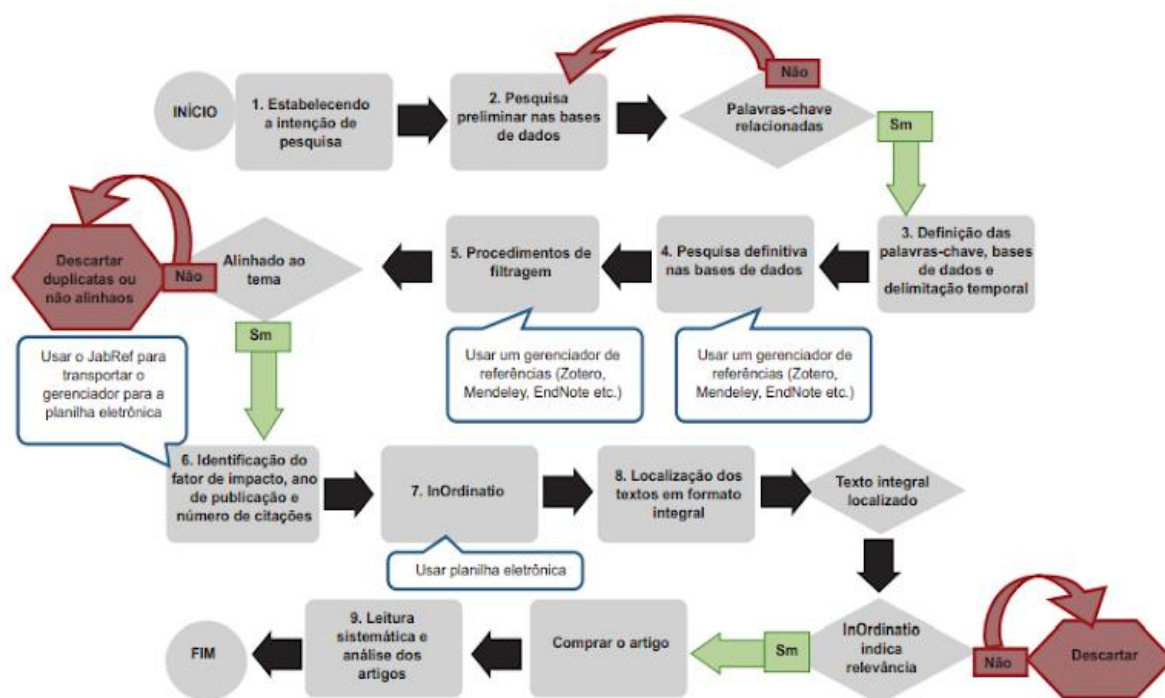 INÍCIO
1. Estabelecendo
a intenção de
pesquisa
2. Pesquisa
preliminar nas bases
de dados
Não
Palavras-chave
relacionadas
Sm
3. Definição das
palavras-chave, bases
de dados e
delimitação temporal
4. Pesquisa definitiva
nas bases de dados
5. Procedimentos de
filtragem
Alinhado ao
tema
Não
Descartar
duplicatas ou
não alinhaos
Sm
Usar um gerenciador de
referências (Zotero,
Mendeley, EndNote etc.)
Usar um gerenciador de
referências (Zotero,
Mendeley, EndNote etc.)
Usar o JabRef para
transportar o
gerenciador para a
planilha eletrônica
6. Identificação do
fator de impacto, ano
de publicação e
número de citações
7. InOrdinatio
8. Localização dos
textos em formato
integral
Texto integral
localizado
Usar planilha eletrônica
InOrdinatio
indica
relevância
Não
Descartar
Sm
Comprar o artigo
9. Leitura
sistemática e
análise dos
artigos
FIM